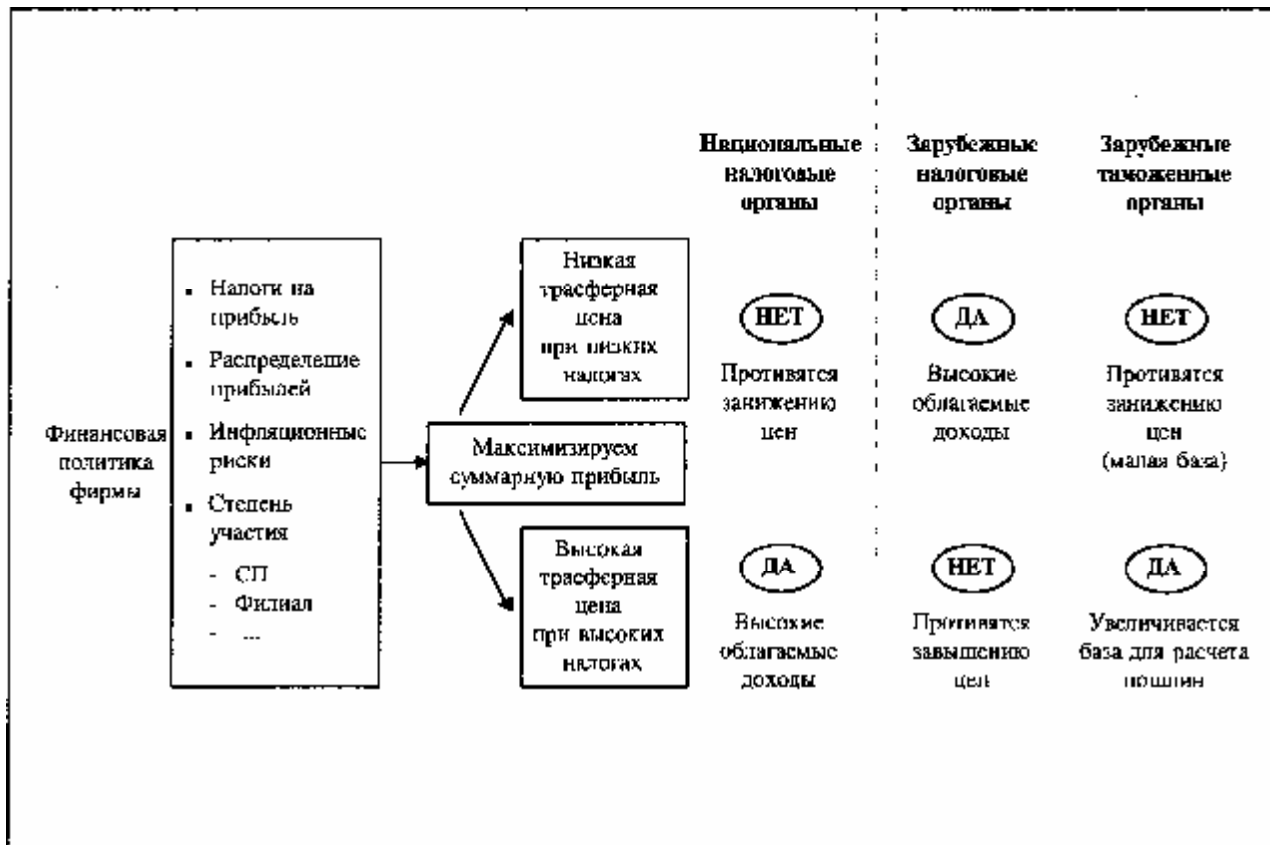 Национальные
налоговые
органы
Зарубежные
налоговые
органы
Зарубежные
таможенные
органы
Финансовая
политика
фирмы
▪ Налоги на
прибыль
▪ Распределение
прибылей
▪ Инфляционные
риски
▪ Степень
участия
- СП
- Филиал
- ...
Низкая
трасферная
цена
при низких
налогах
Максимизируем
суммарную прибыль
Высокая
трасферная
цена
при высоких
налогах
НЕТ
Противятся
занижению
цен
ДА
Высокие
облагаемые
доходы
НЕТ
Противятся
занижению
цен
(малая база)
ДА
Высокие
облагаемые
доходы
НЕТ
Противятся
завышению
цен
ДА
Увеличивается
база для расчета
пошлин